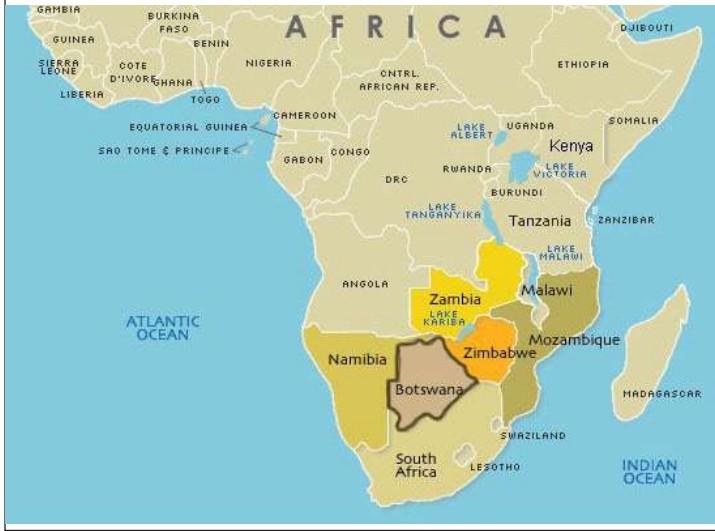 GAMBIA
BURKINA
FASO
AFRICA
DJIBOUTI
GUINEA
BENIN
SIERRA
LEONE
COTE
D'IVORE
GHANA
NIGERIA
CNTRL.
AFRICAN REP.
ETHIOPIA
LIBERIA
TOGO
CAMEROON
EQUATORIAL GUINEA
SAO TOME & PRINCIPE
GABON
CONGO
DRC
LAKE
ALBERT
UGANDA
Kenya
SOMALIA
RWANDA
LAKE
VICTORIA
BURUNDI
LAKE
TANGANYIKA
Tanzania
ZANZIBAR
LAKE
MALAWI
ANGOLA
Zambia
Malawi
LAKE
KARIBA
ATLANTIC
OCEAN
Namibia
Zimbabwe
Mozambique
Botswana
MADAGASCAR
SWAZILAND
South
Africa
LESOTHO
INDIAN
OCEAN